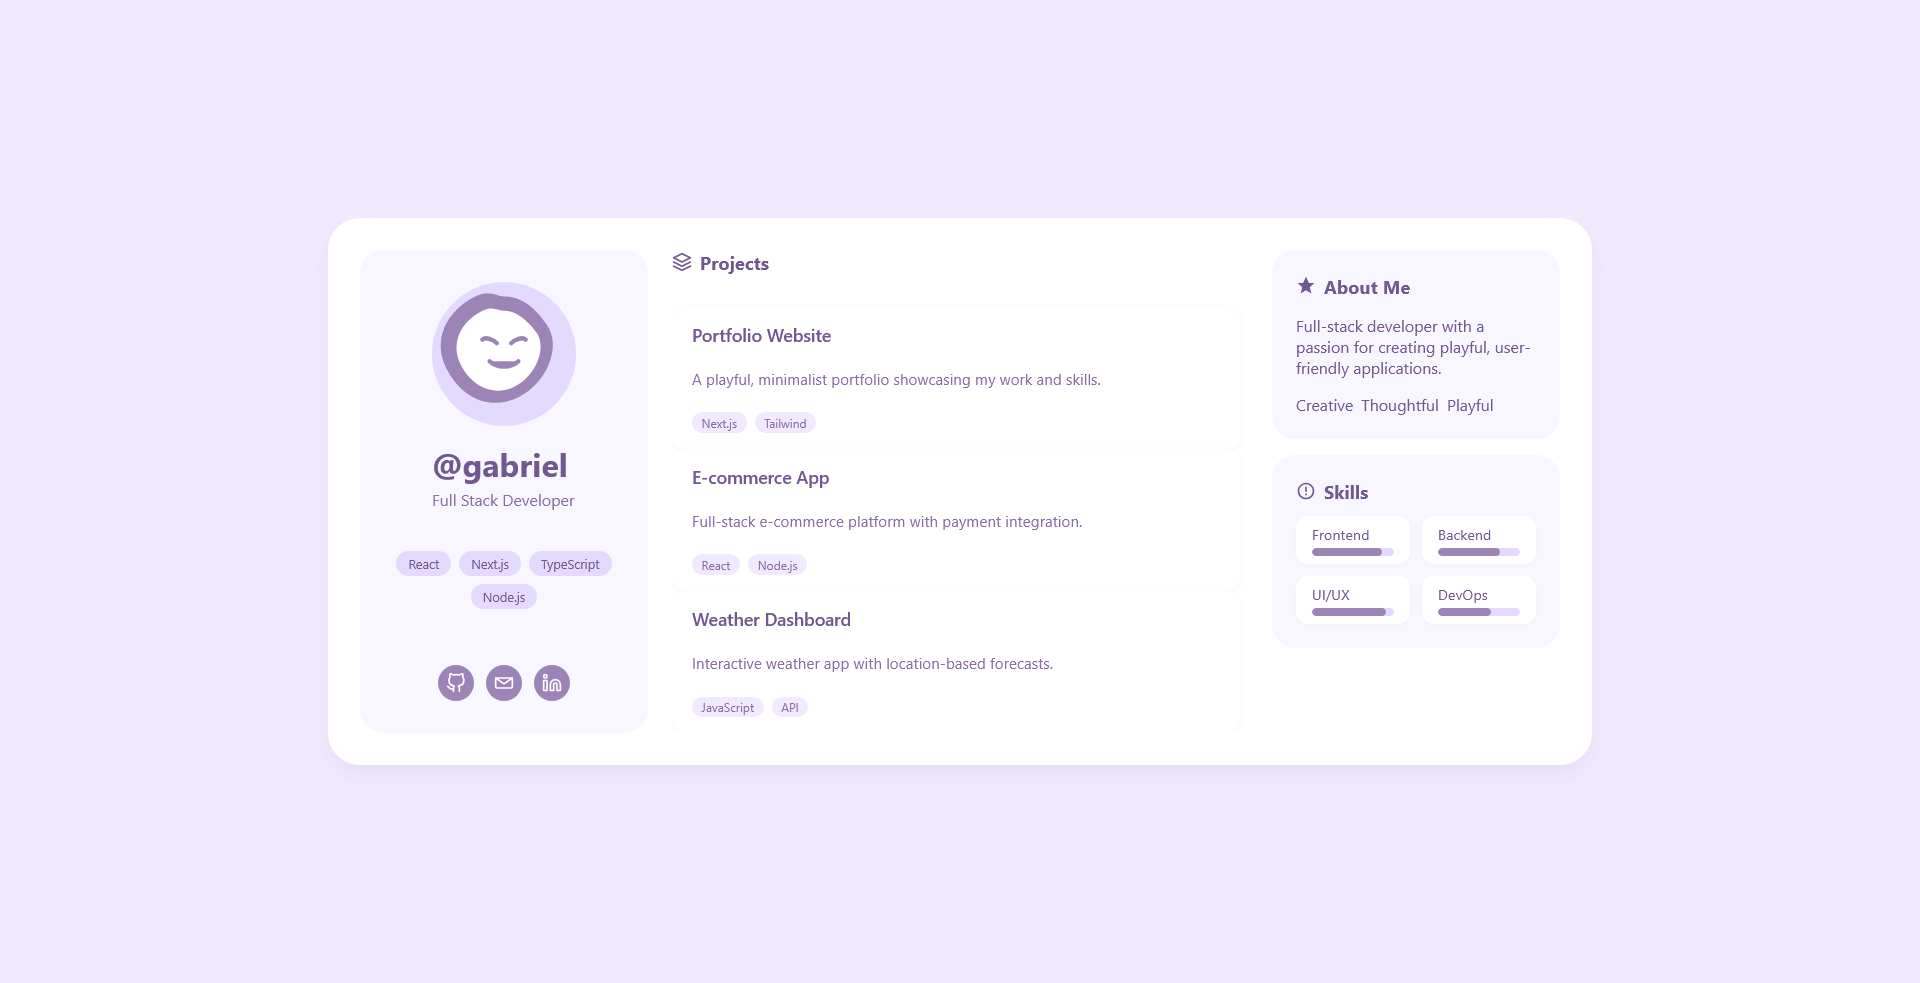 @gabriel
Full Stack Developer
React Next.js TypeScript
Node.js
Projects
Portfolio Website
A playful, minimalist portfolio showcasing my work and skills.
Next.js Tailwind
E-commerce App
Full-stack e-commerce platform with payment integration.
React Node.js
Weather Dashboard
Interactive weather app with location-based forecasts.
JavaScript API
About Me
Full-stack developer with a
passion for creating playful, user-
friendly applications.
Creative Thoughtful Playful
Skills
Frontend Backend
UI/UX DevOps